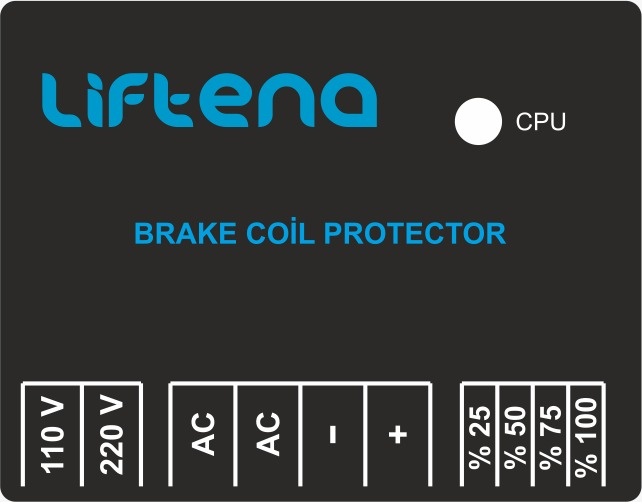 Liftena
CPU
BRAKE COİL PROTECTOR
110 V
220 V
AC
AC
-
+
% 25
% 50
% 75
% 100